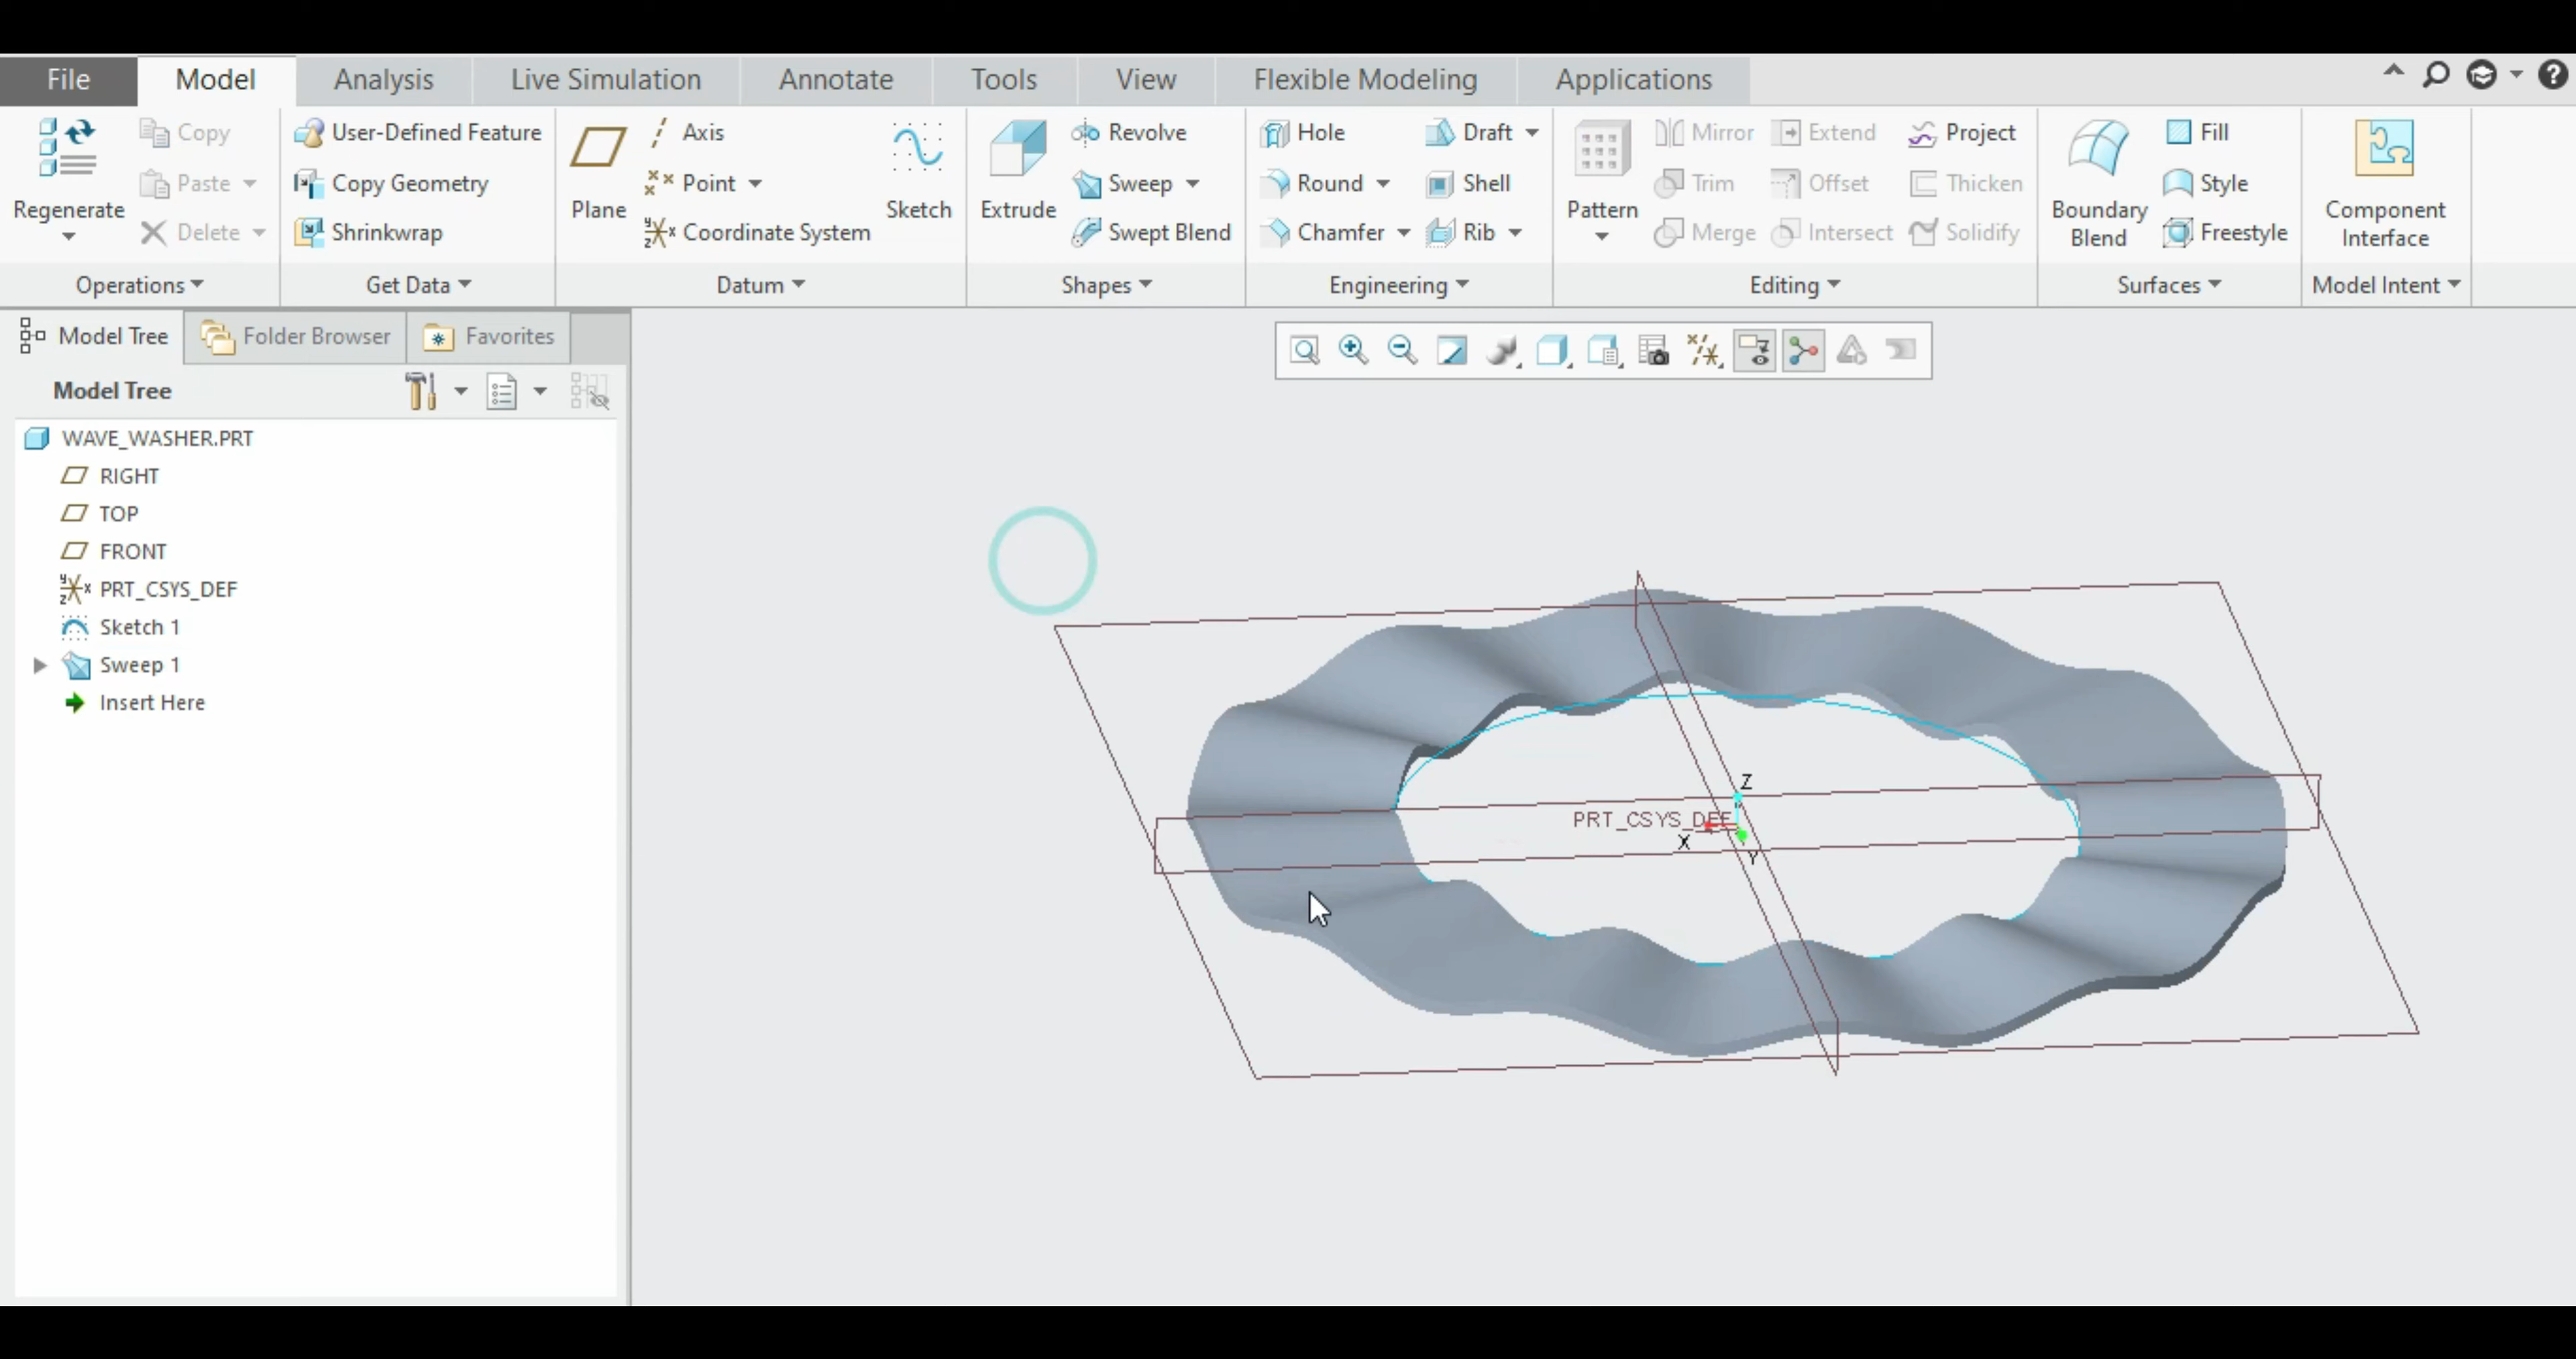 File Model Analysis Live Simulation Annotate Tools View Flexible Modeling Applications
Regenerate
Copy
Paste
Delete
Operations
User-Defined Feature
Copy Geometry
Shrinkwrap
Get Data
Plane
Axis
Point
Coordinate System
Sketch
Datum
Extrude
Revolve
Sweep
Swept Blend
Shapes
Hole
Round
Chamfer
Draft
Shell
Rib
Engineering
Pattern
Mirror
Trim
Merge
Extend
Offset
Intersect
Project
Thicken
Solidify
Editing
Boundary
Blend
Fill
Style
Freestyle
Surfaces
Component
Interface
Model Intent
Model Tree Folder Browser Favorites
Model Tree
WAVE_WASHER.PRT
RIGHT
TOP
FRONT
PRT_CSYS_DEF
Sketch 1
Sweep 1
Insert Here
Z
PRT_CSYS_DEF
X
Y